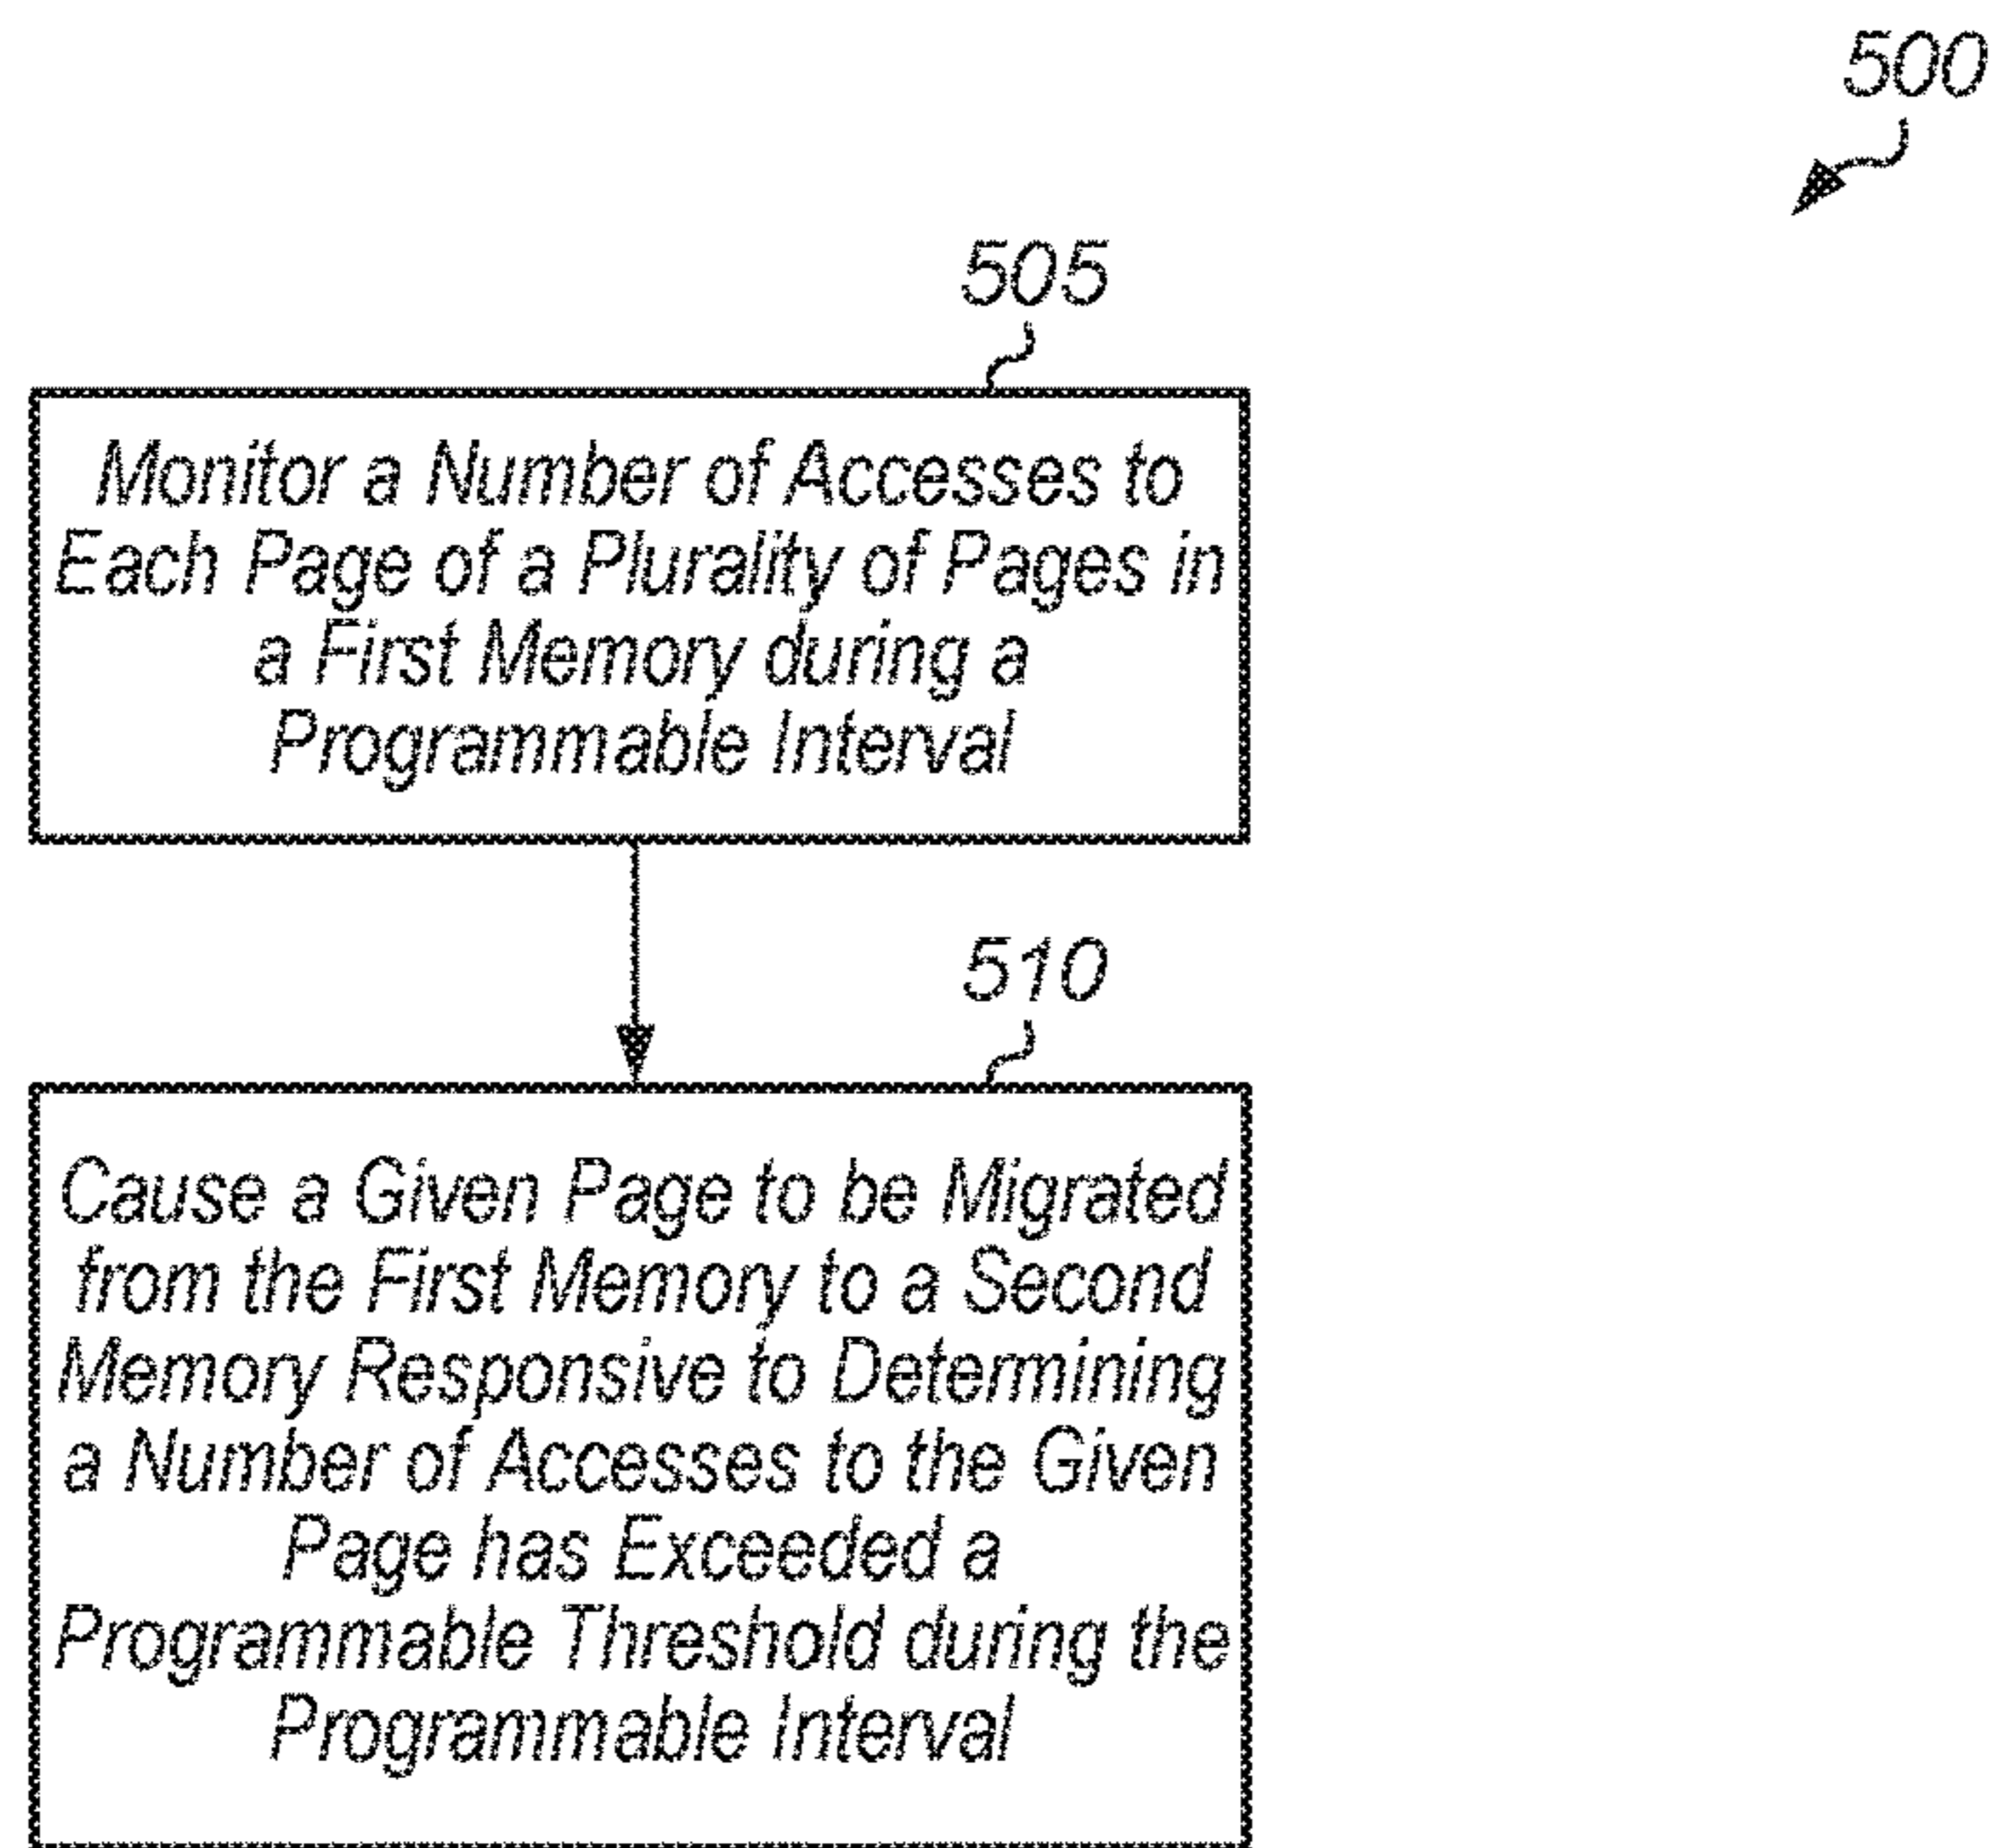 500
505
Monitor a Number of Accesses to
Each Page of a Plurality of Pages in
a First Memory during a
Programmable Interval
510
Cause a Given Page to be Migrated
from the First Memory to a Second
Memory Responsive to Determining
a Number of Accesses to the Given
Page has Exceeded a
Programmable Threshold during the
Programmable Interval